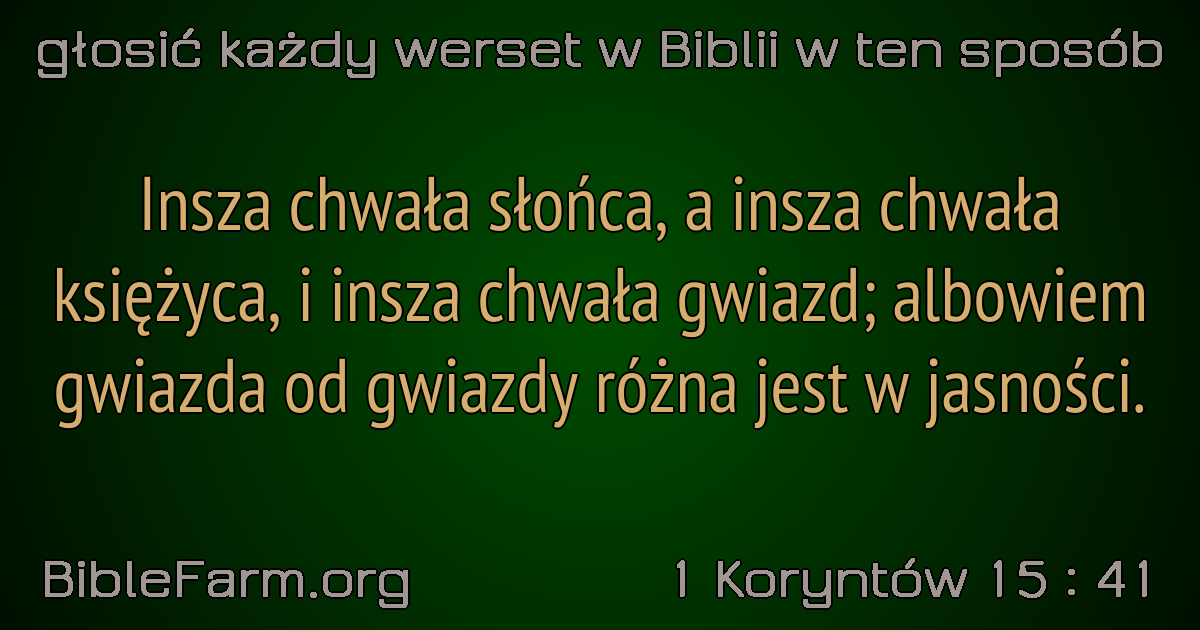 głosić każdy werset w Biblii w ten sposób
Insza chwała słońca, a insza chwała
księżyca, i insza chwała gwiazd; albowiem
gwiazda od gwiazdy różna jest w jasności.
BibleFarm.org
1 Koryntów 15 : 41